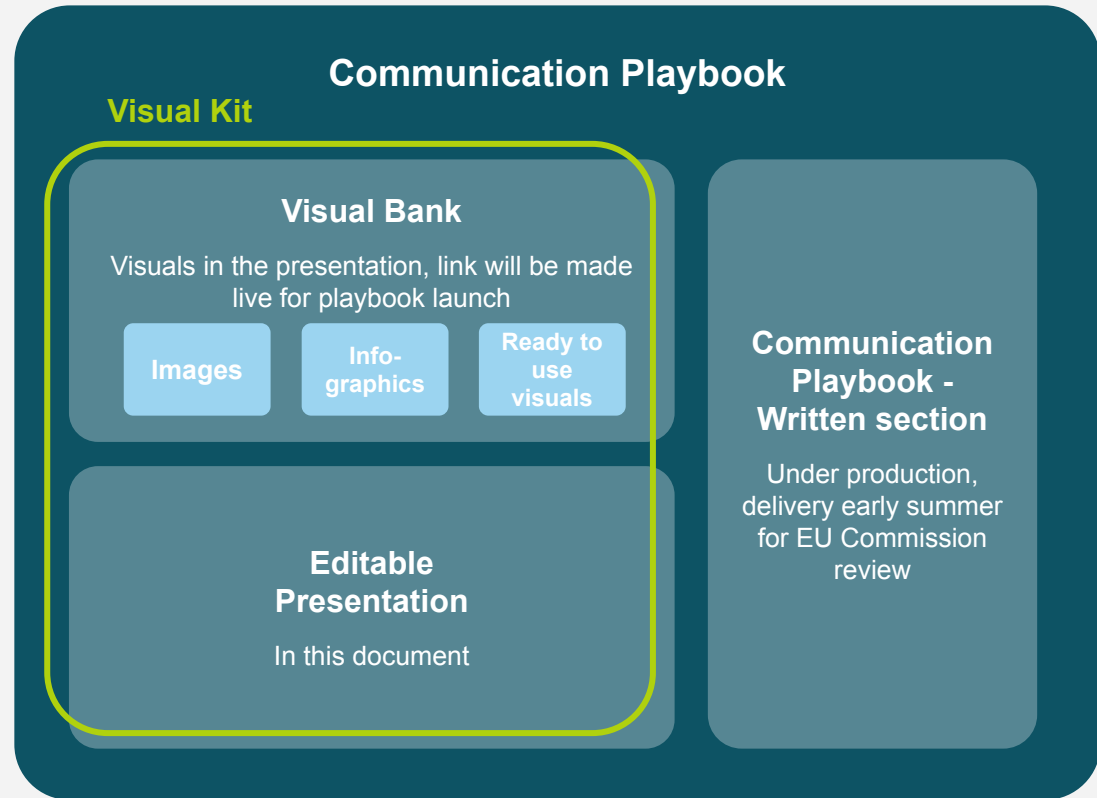 Communication Playbook
Visual Kit
Visual Bank
Visuals in the presentation, link will be made
live for playbook launch
Images
Info-
graphics
Ready to
use
visuals
Editable
Presentation
In this document
Communication
Playbook -
Written section
Under production,
delivery early summer
for EU Commission
review